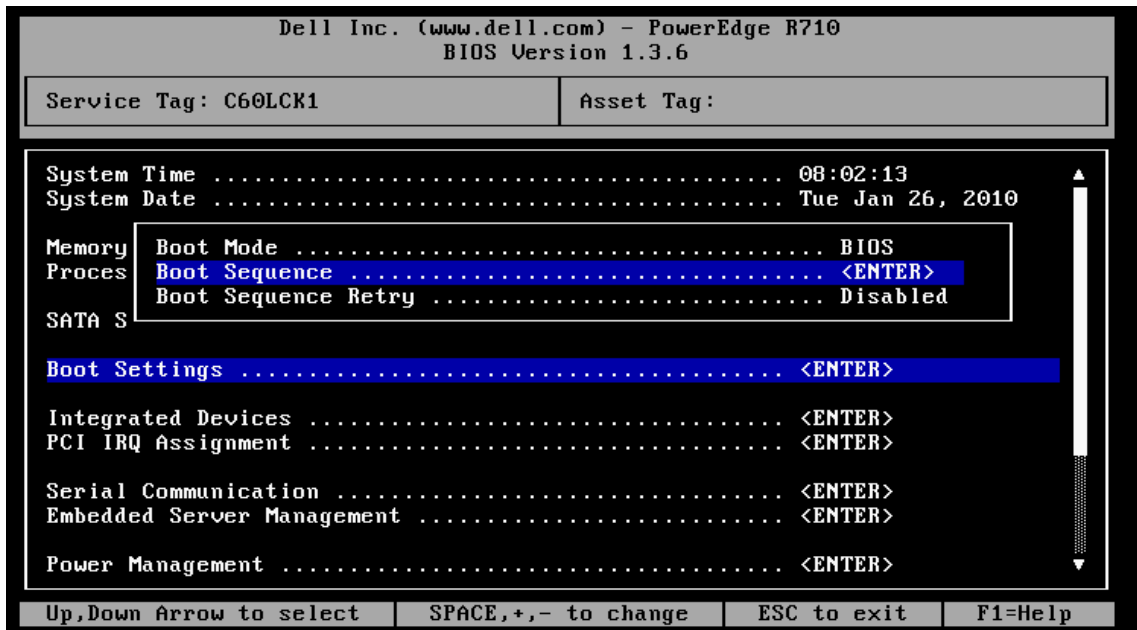 Dell Inc. (www.dell.com) - PowerEdge R710
BIOS Version 1.3.6
Service Tag: C60LCK1 Asset Tag:
System Time .......................................... 08:02:13
System Date .......................................... Tue Jan 26, 2010
Memory
Boot Mode ....................................... BIOS
Proces
Boot Sequence ................................... <ENTER>
Boot Sequence Retry ............................. Disabled
SATA S
Boot Settings ........................................ <ENTER>
Integrated Devices ................................... <ENTER>
PCI IRQ Assignment ................................... <ENTER>
Serial Communication ................................. <ENTER>
Embedded Server Management ........................... <ENTER>
Power Management ..................................... <ENTER>
Up,Down Arrow to select SPACE,+,- to change ESC to exit F1=Help